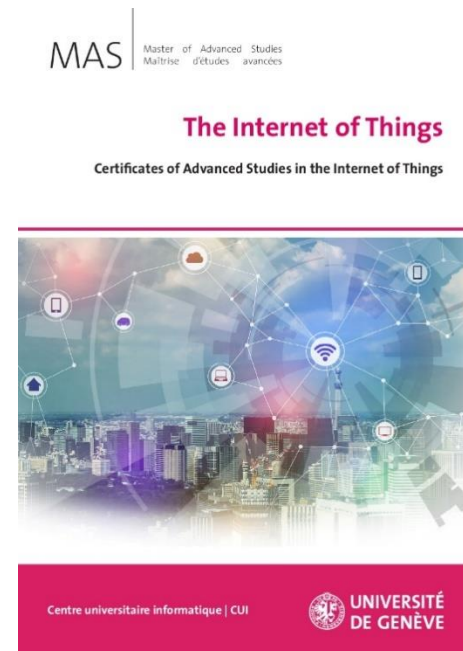 MAS
Master of Advanced Studies
Maîtrise d'études avancées
The Internet of Things
Certificates of Advanced Studies in the Internet of Things
Centre universitaire informatique | CUI
UNIVERSITÉ
DE GENÈVE